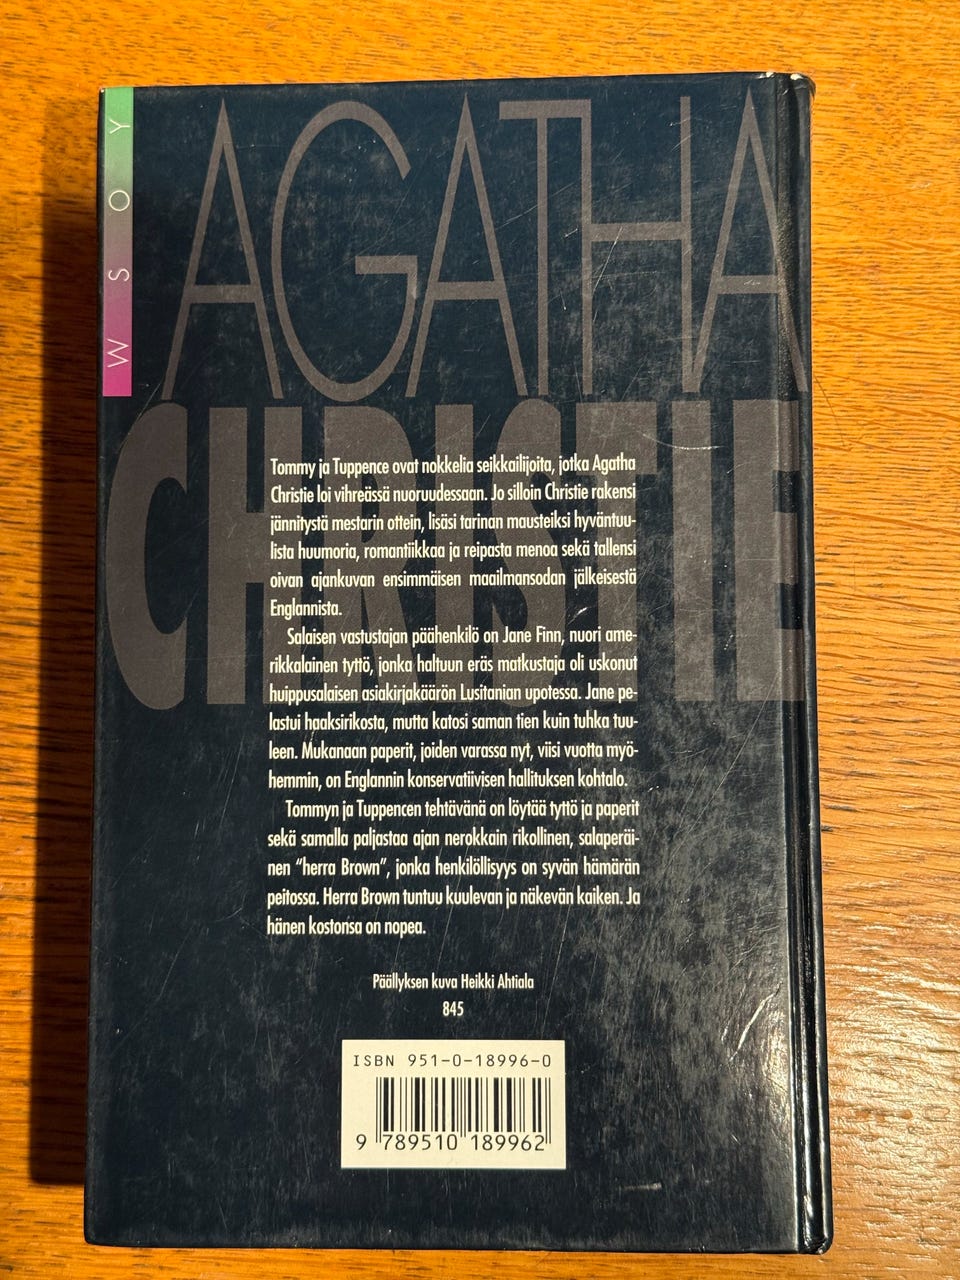 WSOY
AGATHA
CHRISTIE
Tommy ja Tuppence ovat nokkelia seikkailijoita, jotka Agatha
Christie loi vihreässä nuoruudessaan. Jo silloin Christie rakensi
jännitystä mestarin ottein, lisäsi tarinan mausteiksi hyväntuu-
lista huumoria, romantiikkaa ja reipasta menoa sekä tallensi
oivan ajankuvan ensimmäisen maailmansodan jälkeisestä
Englannista.
Salaisen vastustajan päähenkilö on Jane Finn, nuori ame-
rikkalainen tyttö, jonka haltuun eräs matkustaja oli uskonut
huippusalaisen asiakirjakäärön Lusitanian upotessa. Jane pe-
lastui haaksirikosta, mutta katosi saman tien kuin tuhka tuu-
leen. Mukanaan paperit, joiden varassa nyt, viisi vuotta myö-
hemmin, on Englannin konservatiivisen hallituksen kohtalo.
Tommyn ja Tuppencen tehtävänä on löytää tyttö ja paperit
sekä samalla paljastaa ajan nerokkain rikollinen, salaperäi-
nen "herra Brown", jonka henkilöllisyys on syvän hämärän
peitossa. Herra Brown tuntuu kuulevan ja näkevän kaiken. Ja
hänen kostonsa on nopea.
Päällyksen kuva Heikki Ahtiala
845
ISBN 951-0-18996-0
9 789510 189962